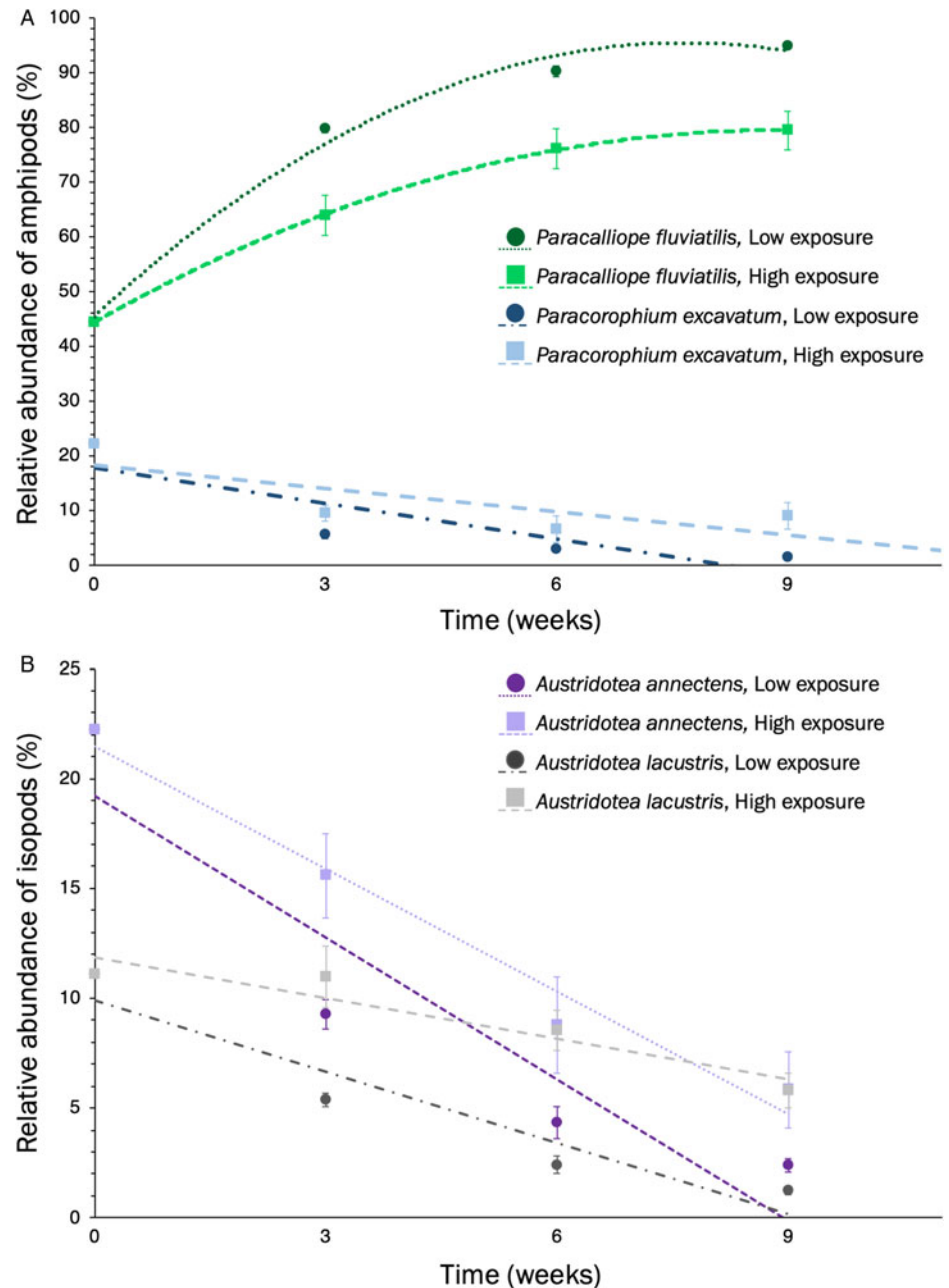 A
100
90
80
70
60
50
40
30
20
10
0
Relative abundance of amphipods (%)
Paracalliope fluviatilis, Low exposure
Paracalliope fluviatilis, High exposure
Paracorophium excavatum, Low exposure
Paracorophium excavatum, High exposure
0 3 6 9
Time (weeks)
B
25
20
15
10
5
0
Relative abundance of isopods (%)
Austridotea annectens, Low exposure
Austridotea annectens, High exposure
Austridotea lacustris, Low exposure
Austridotea lacustris, High exposure
0 3 6 9
Time (weeks)